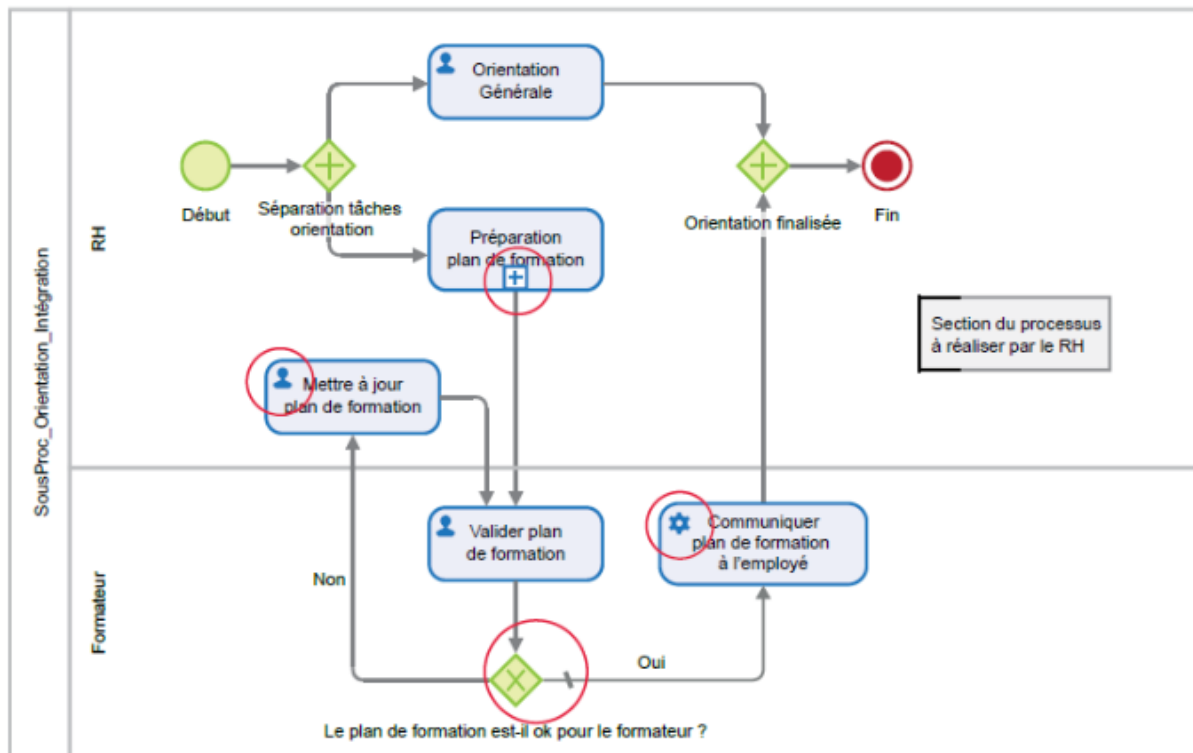 SousProc_Orientation_Intégration
RH
Orientation
Générale
Début
Séparation tâches
orientation
Orientation finalisée
Fin
Préparation
plan de formation
Section du processus
à réaliser par le RH
Mettre à jour
plan de formation
Formateur
Valider plan
de formation
Communiquer
plan de formation
à l'employé
Non
Oui
Le plan de formation est-il ok pour le formateur ?